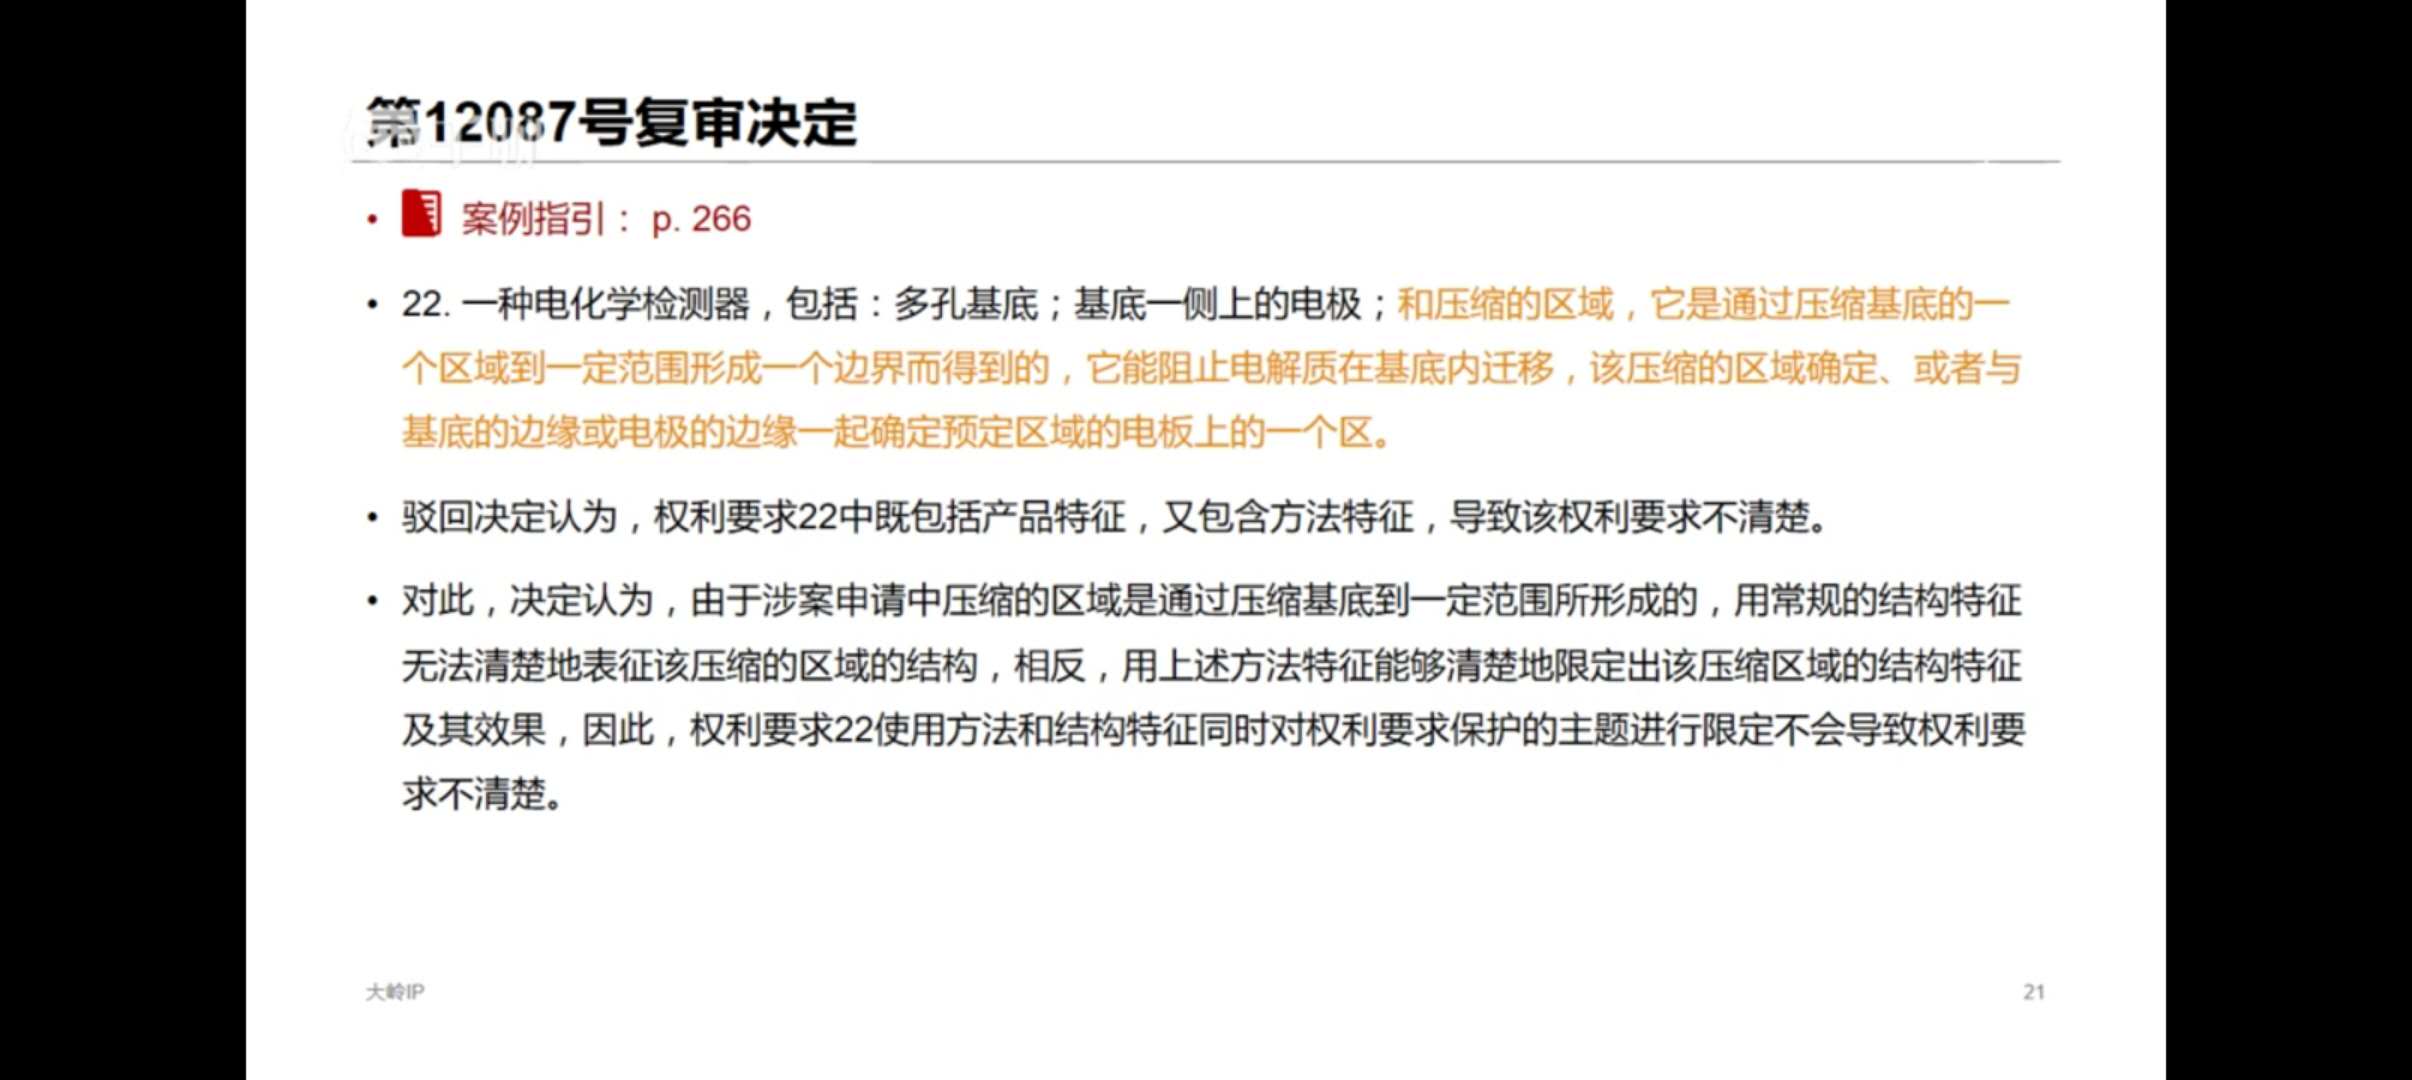 第12087号复审决定
• 案例指引： p. 266
• 22. 一种电化学检测器，包括：多孔基底；基底一侧上的电极；和压缩的区域，它是通过压缩基底的一
个区域到一定范围形成一个边界而得到的，它能阻止电解质在基底内迁移，该压缩的区域确定、或者与
基底的边缘或电极的边缘一起确定预定区域的电板上的一个区。
• 驳回决定认为，权利要求22中既包括产品特征，又包含方法特征，导致该权利要求不清楚。
• 对此，决定认为，由于涉案申请中压缩的区域是通过压缩基底到一定范围所形成的，用常规的结构特征
无法清楚地表征该压缩的区域的结构，相反，用上述方法特征能够清楚地限定出该压缩区域的结构特征
及其效果，因此，权利要求22使用方法和结构特征同时对权利要求保护的主题进行限定不会导致权利要
求不清楚。
大岭IP
21